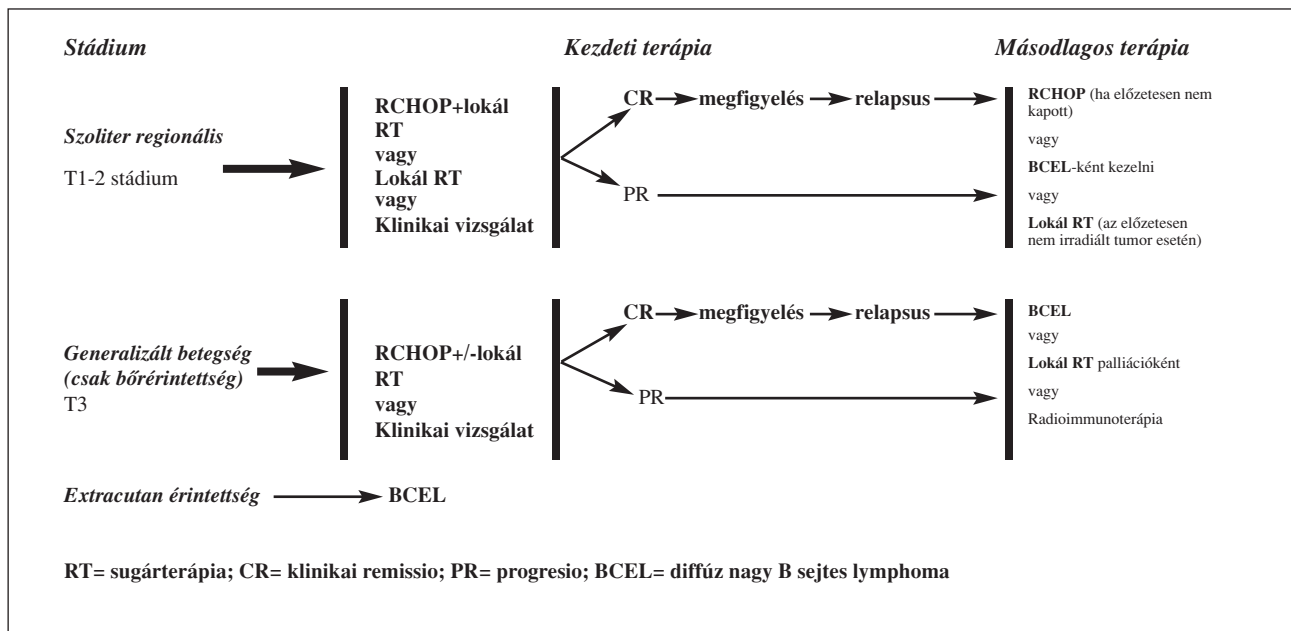 Stádium
Kezdeti terápia
Másodlagos terápia
Szoliter regionális
T1-2 stádium
RCHOP+lokál
RT
vagy
Lokál RT
vagy
Klinikai vizsgálat
CR
megfigyelés
relapsus
PR
RCHOP (ha előzetesen nem
kapott)
vagy
BCEL-ként kezelni
vagy
Lokál RT (az előzetesen
nem irradiált tumor esetén)
Generalizált betegség
(csak bőrérintettség)
T3
RCHOP+/-lokál
RT
vagy
Klinikai vizsgálat
CR
megfigyelés
relapsus
PR
BCEL
vagy
Lokál RT palliációként
vagy
Radioimmunoterápia
Extracutan érintettség
BCEL
RT= sugárterápia; CR= klinikai remissio; PR= progresio; BCEL= diffúz nagy B sejtes lymphoma